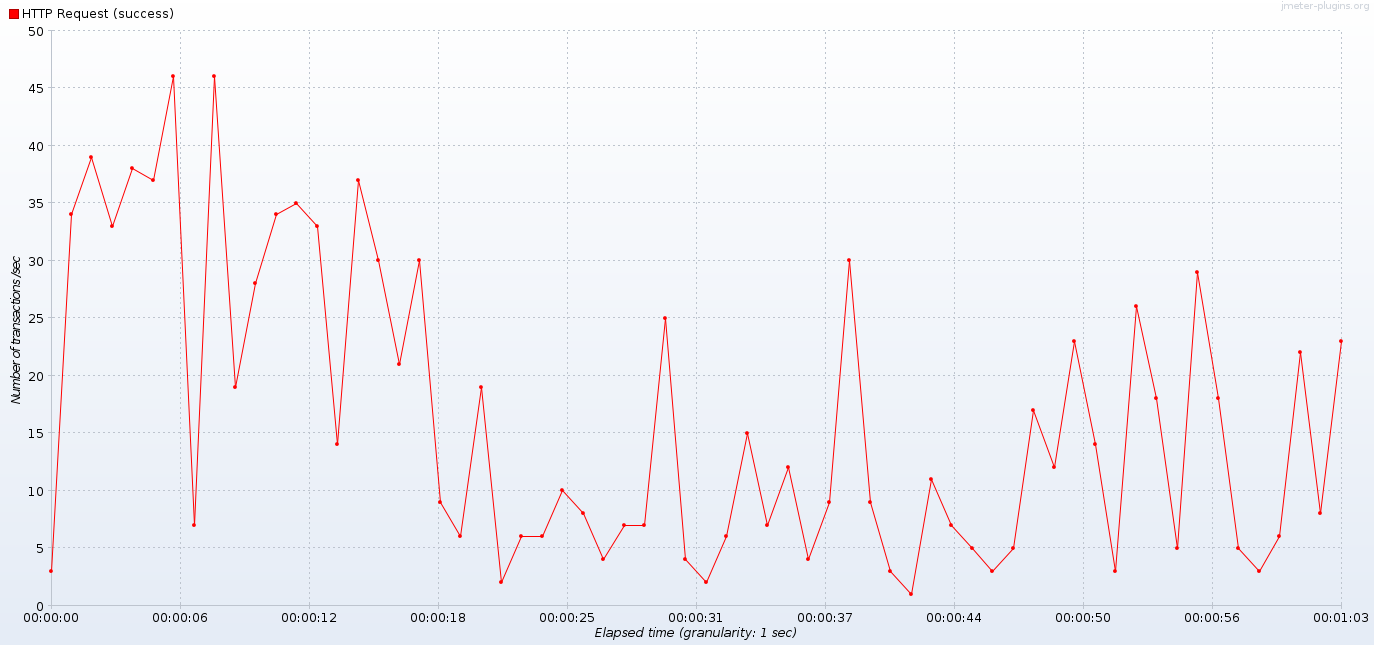 HTTP Request (success)
jmeter-plugins.org
50
45
40
35
30
25
20
15
10
5
0
Number of transactions /sec
00:00:00 00:00:06 00:00:12 00:00:18 00:00:25 00:00:31 00:00:37 00:00:44 00:00:50 00:00:56 00:01:03
Elapsed time (granularity: 1 sec)